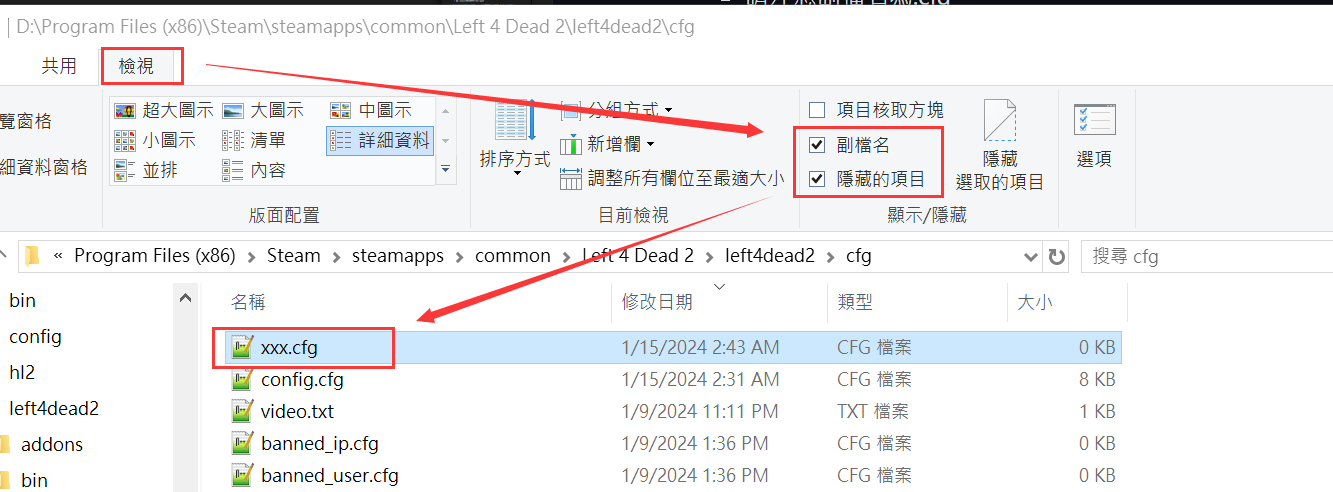 D:\Program Files (x86)\Steam\steamapps\common\Left 4 Dead 2\left4dead2\cfg
共用 檢視
覽窗格
細資料窗格
超大圖示 大圖示 中圖示
小圖示 清單 詳細資料
並排 內容
版面配置
排序方式
分組方式
新增欄
調整所有欄位至最適大小
目前檢視
項目核取方塊
副檔名
隱藏的項目
隱藏
選取的項目
顯示/隱藏
選項
« Program Files (x86) > Steam > steamapps > common > Left 4 Dead 2 > left4dead2 > cfg
搜尋 cfg
bin
config
hl2
left4dead2
addons
bin
名稱 修改日期 類型 大小
xxx.cfg 1/15/2024 2:43 AM CFG 檔案 0 KB
config.cfg 1/15/2024 2:31 AM CFG 檔案 8 KB
video.txt 1/9/2024 11:11 PM TXT 檔案 1 KB
banned_ip.cfg 1/9/2024 1:36 PM CFG 檔案 0 KB
banned_user.cfg 1/9/2024 1:36 PM CFG 檔案 0 KB